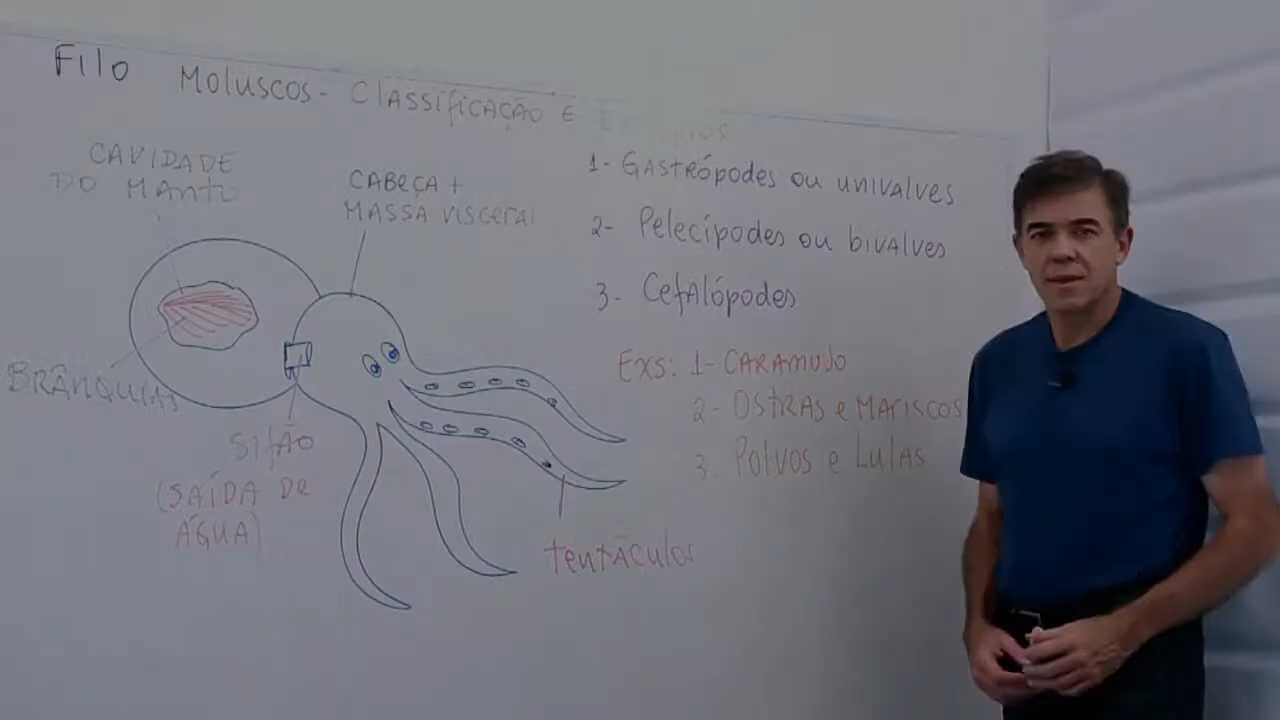 Filo Moluscos - Classificação e
1- Gastrópodes ou univalves
2- Pelecípodes ou bivalves
3- Cefalópodes
Exs: 1- Caramujo
2- Ostras e Mariscos
3. Polvos e Lulas
CAVIDADE
DO MANTO
CABEÇA +
MASSA VISCERAL
BRÂNQUIAS
SIFÃO
(SAÍDA DE
ÁGUA)
tentáculos